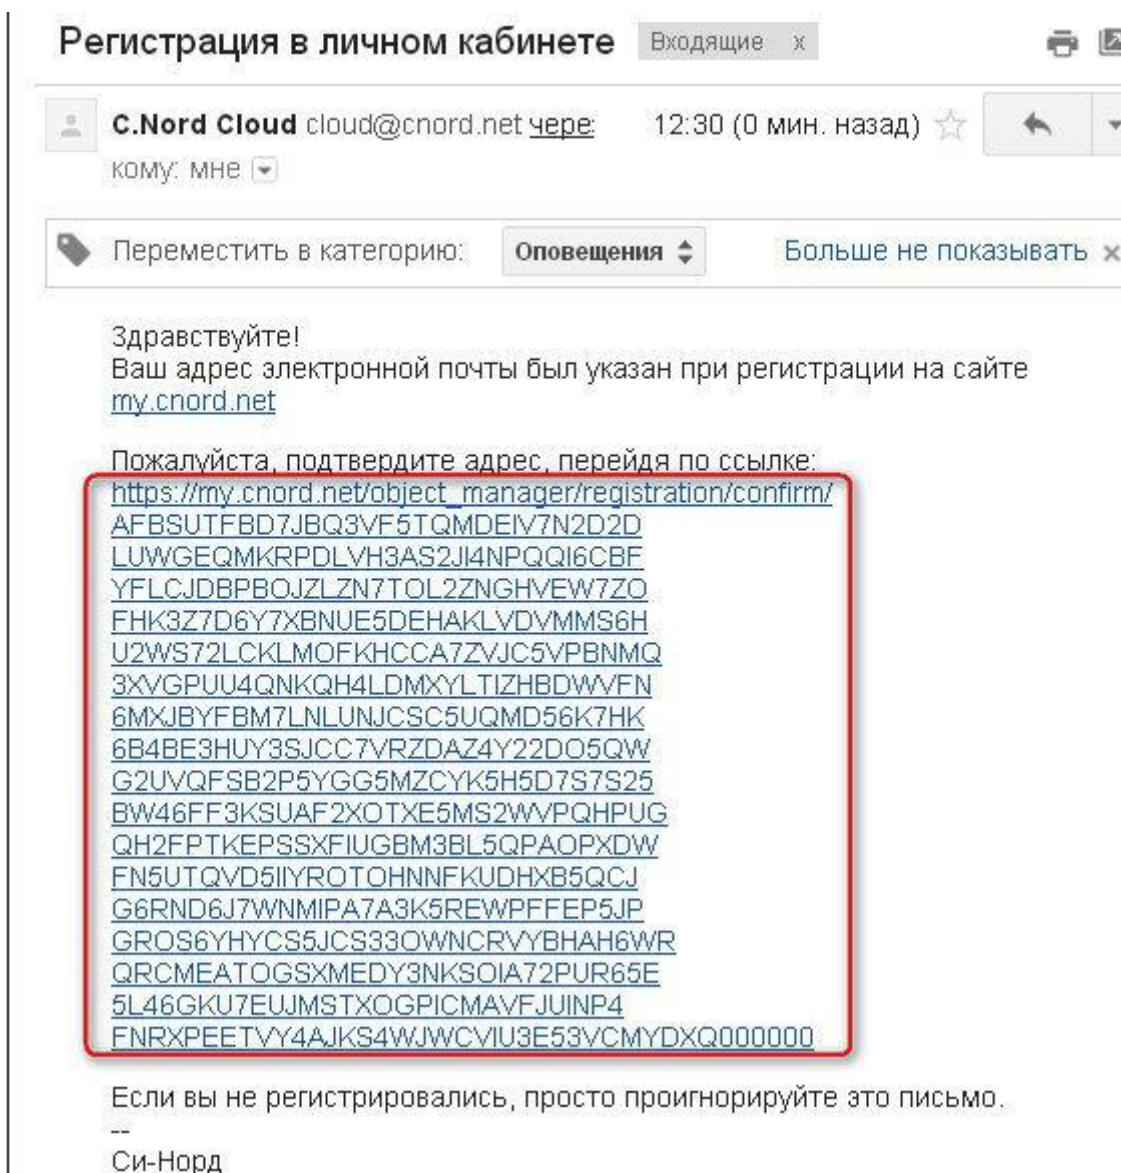 Регистрация в личном кабинете Входящие x
C.Nord Cloud cloud@cnord.net чере: 12:30 (0 мин. назад)
кому: мне
Переместить в категорию: Оповещения Больше не показывать ×
Здравствуйте!
Ваш адрес электронной почты был указан при регистрации на сайте
my.cnord.net
Пожалуйста, подтвердите адрес, перейдя по ссылке:
https://my.cnord.net/object_manager/registration/confirm/
AFBSUTFBD7JBQ3VF5TQMDEIV7N2D2D
LUWGEQMKRPDLVH3AS2JI4NPQQI6CBF
YFLCJDBPBOJZLZN7TOL2ZNGHVEW7ZO
FHK3Z7D6Y7XBNUE5DEHAKLVDVMMS6H
U2WS72LCKLMOFKHCCA7ZVJC5VPBNMQ
3XVGPUU4QNKQH4LDMXYLTIZHBDWVFN
6MXJBYFBM7LNLUNJCSC5UQMD56K7HK
6B4BE3HUY3SJCC7VRZDAZ4Y22DO5QW
G2UVQFSB2P5YGG5MZCYK5H5D7S7S25
BW46FF3KSUAF2XOTXE5MS2WVPQHPUG
QH2FPTKEPSSXFIUGBM3BL5QPAOPXDW
FN5UTQVD5IIYROTOHNNFKUDHXB5QCJ
G6RND6J7WNMIPA7A3K5REWPFFEP5JP
GROS6YHYCS5JCS33OWNCRVYBHAH6WR
QRCMEATOGSXMEDY3NKSOIA72PUR65E
5L46GKU7EUJMSTXOGPICMAVFJUINP4
FNRXPEETVY4AJKS4WJWCVIU3E53VCMYDXQ000000
Если вы не регистрировались, просто проигнорируйте это письмо.
--
Си-Норд